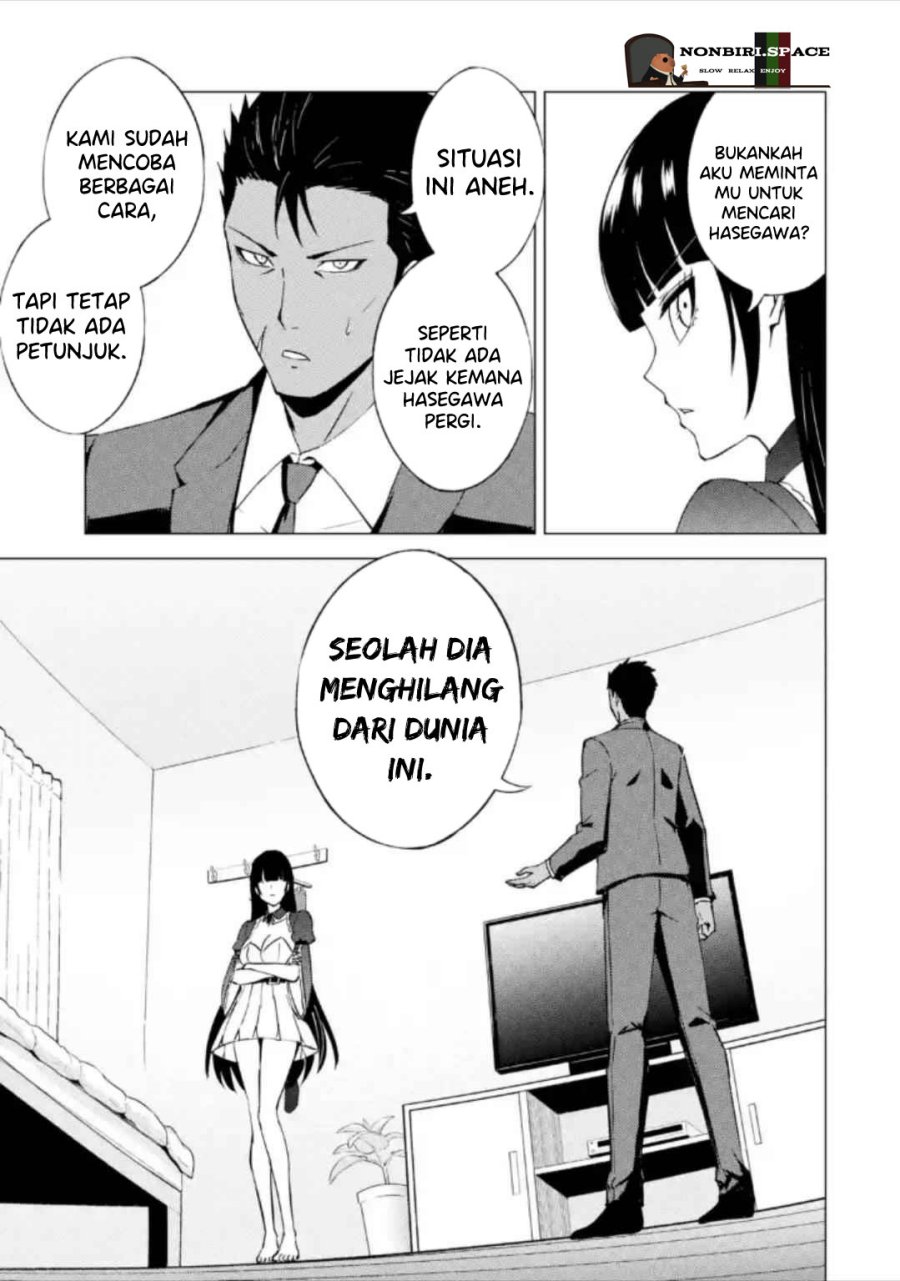 NONBIRI.SPACE
SLOW RELAX ENJOY
BUKANKAH
AKU MEMINTA
MU UNTUK
MENCARI
HASEGAWA?
SITUASI
INI ANEH.
SEPERTI
TIDAK ADA
JEJAK KEMANA
HASEGAWA
PERGI.
KAMI SUDAH
MENCOBA
BERBAGAI
CARA,
TAPI TETAP
TIDAK ADA
PETUNJUK.
SEOLAH DIA
MENGHILANG
DARI DUNIA
INI.